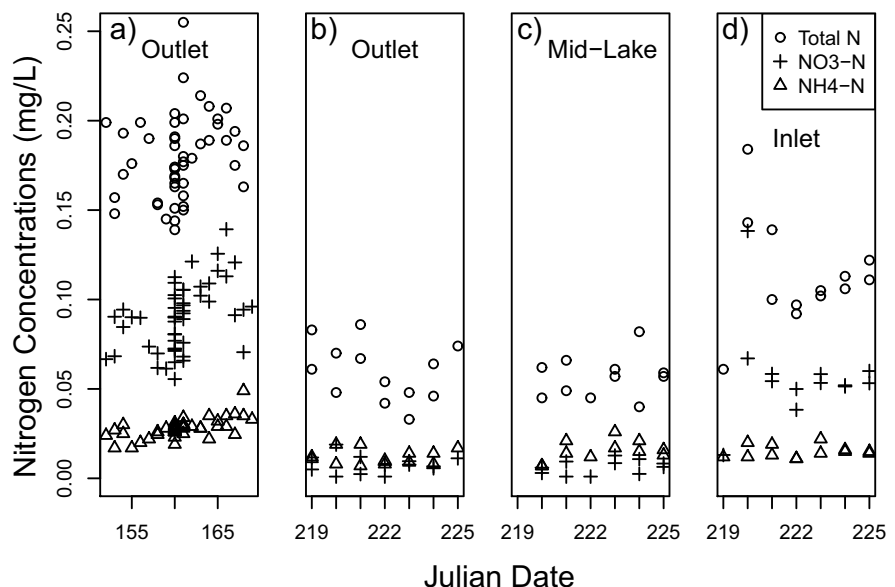 a)
Outlet
b)
Outlet
c)
Mid−Lake
d)
Inlet
Total N
NO3−N
NH4−N
Nitrogen Concentrations (mg/L)
0.25
0.20
0.15
0.10
0.05
0.00
155 165
219 222 225
219 222 225
219 222 225
Julian Date